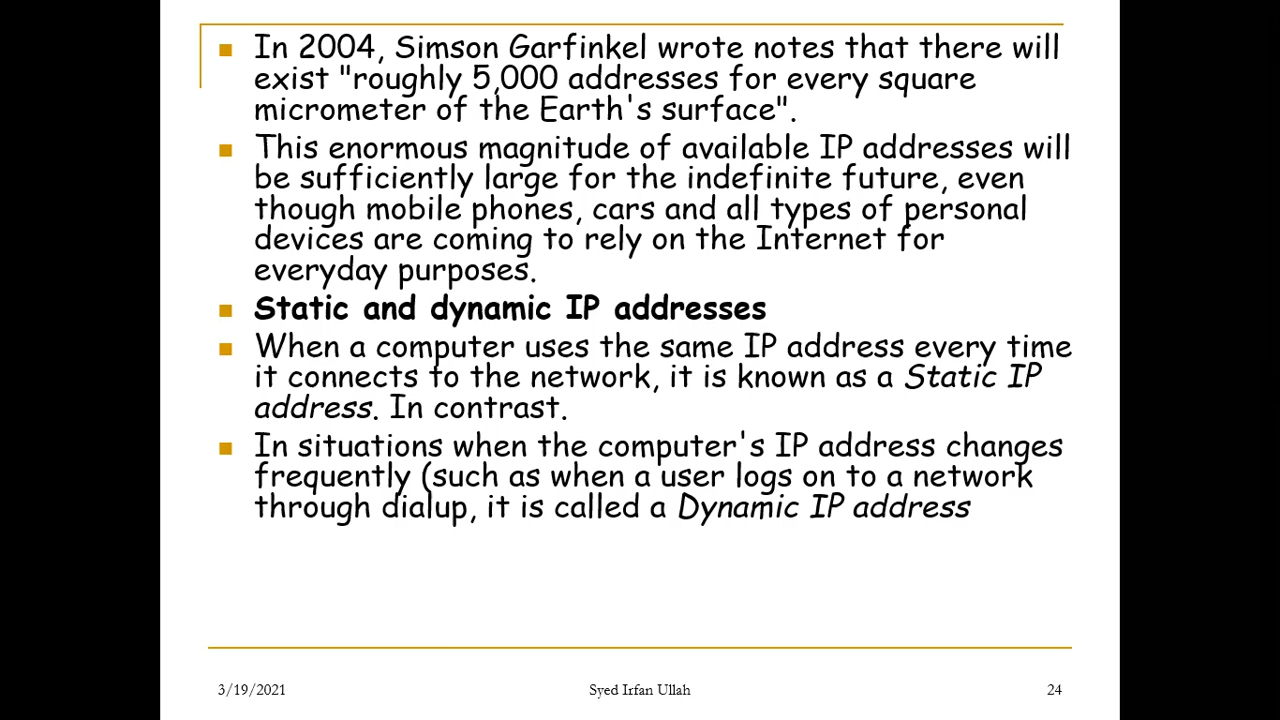 In 2004, Simson Garfinkel wrote notes that there will
exist "roughly 5,000 addresses for every square
micrometer of the Earth's surface".
This enormous magnitude of available IP addresses will
be sufficiently large for the indefinite future, even
though mobile phones, cars and all types of personal
devices are coming to rely on the Internet for
everyday purposes.
Static and dynamic IP addresses
When a computer uses the same IP address every time
it connects to the network, it is known as a Static IP
address. In contrast.
In situations when the computer's IP address changes
frequently (such as when a user logs on to a network
through dialup, it is called a Dynamic IP address
3/19/2021
Syed Irfan Ullah
24